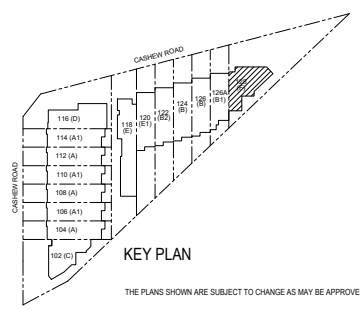 CASHEW ROAD
116 (D)
114 (A1)
112 (A)
110 (A1)
108 (A)
106 (A1)
104 (A)
102 (C)
CASHEW ROAD
118
(E)
120
(E1)
122
(B2)
124
(B)
126
(B)
126A
(B1)
128
KEY PLAN
THE PLANS SHOWN ARE SUBJECT TO CHANGE AS MAY BE APPROVE